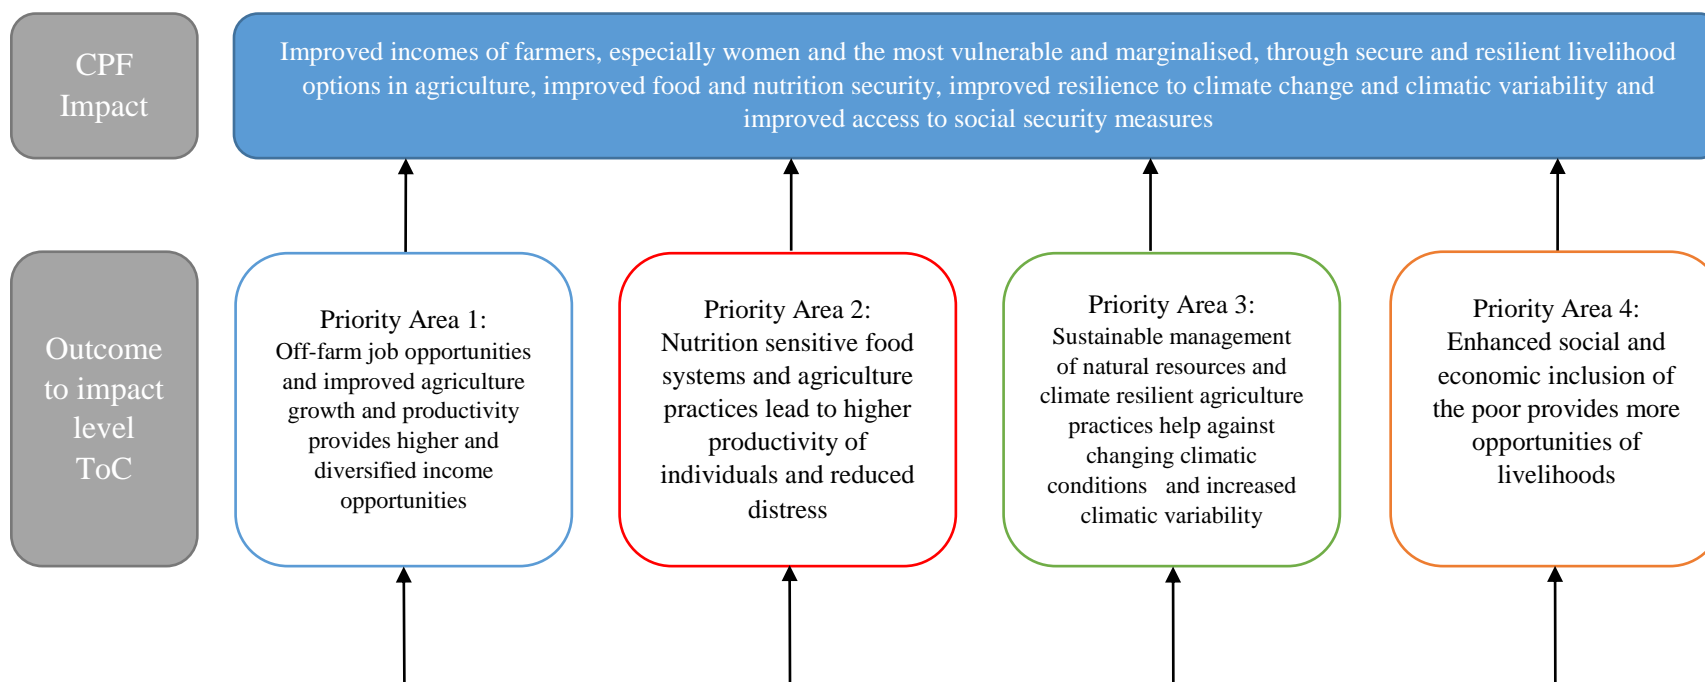 CPF
Impact
Improved incomes of farmers, especially women and the most vulnerable and marginalised, through secure and resilient livelihood
options in agriculture, improved food and nutrition security, improved resilience to climate change and climatic variability and
improved access to social security measures
Outcome
to impact
level
ToC
Priority Area 1:
Off-farm job opportunities
and improved agriculture
growth and productivity
provides higher and
diversified income
opportunities
Priority Area 2:
Nutrition sensitive food
systems and agriculture
practices lead to higher
productivity of
individuals and reduced
distress
Priority Area 3:
Sustainable management
of natural resources and
climate resilient agriculture
practices help against
changing climatic
conditions   and increased
climatic variability
Priority Area 4:
Enhanced social and
economic inclusion of
the poor provides more
opportunities of
livelihoods